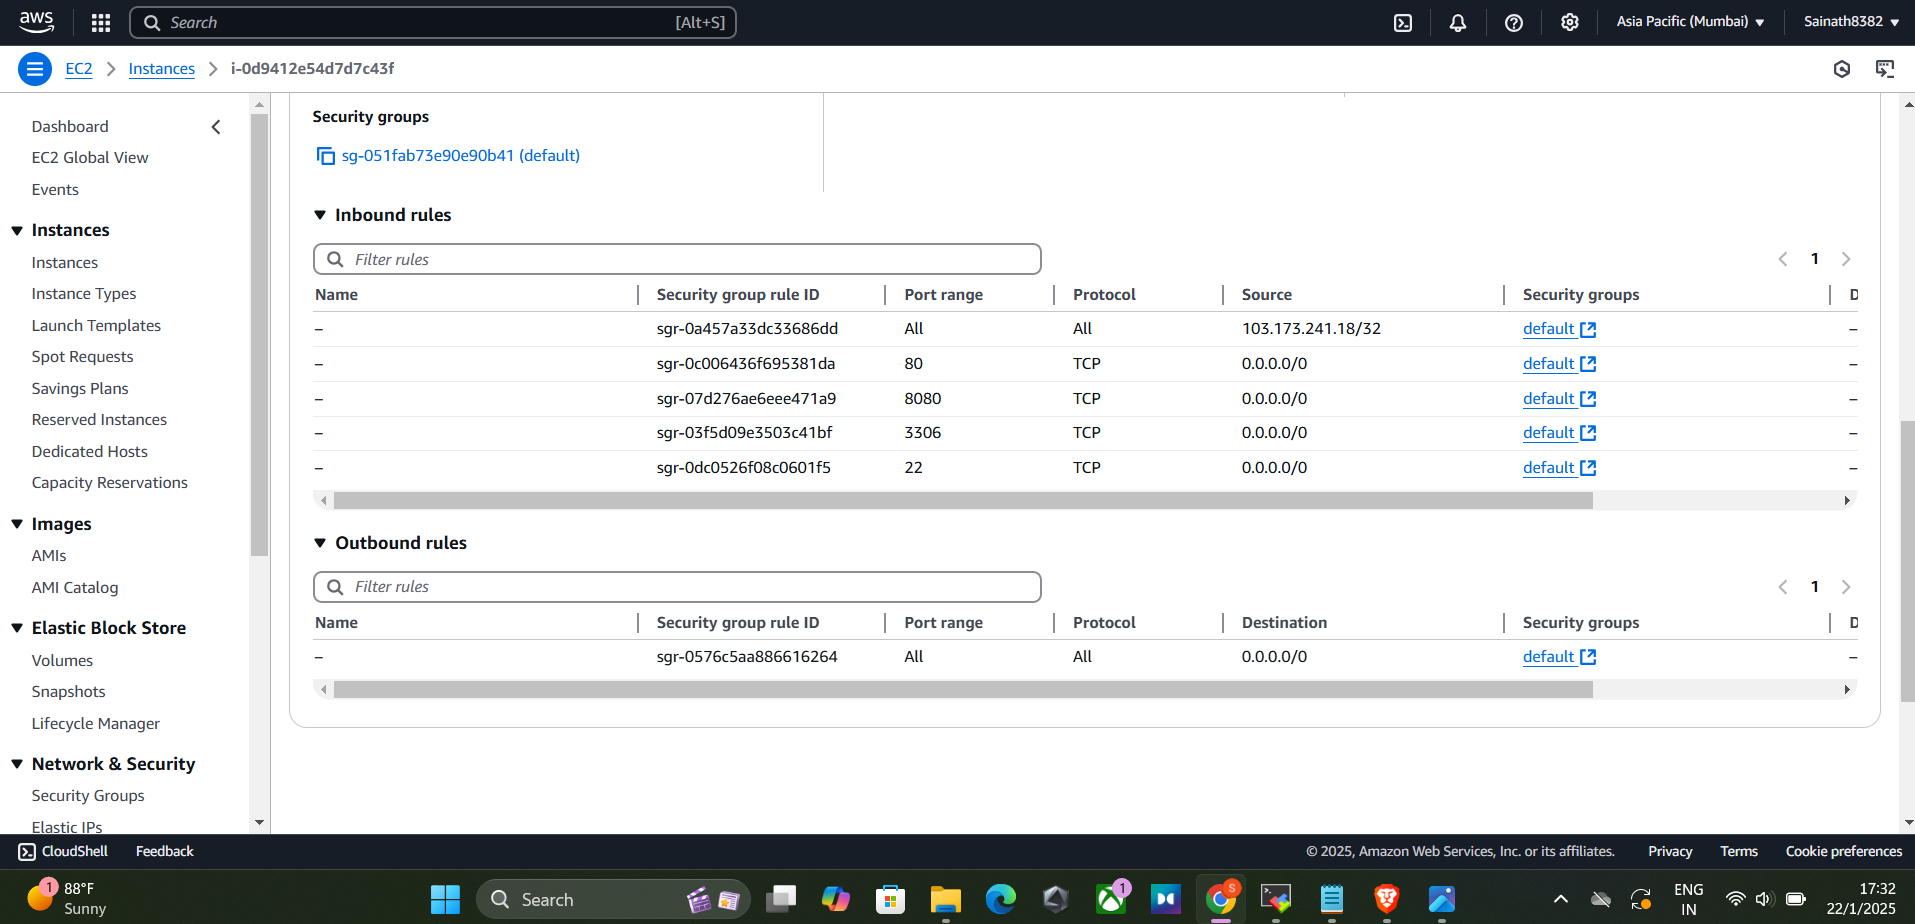 aws
Search [Alt+S]
Asia Pacific (Mumbai)
Sainath8382
EC2 Instances i-0d9412e54d7d7c43f
Dashboard
EC2 Global View
Events
Instances
Instances
Instance Types
Launch Templates
Spot Requests
Savings Plans
Reserved Instances
Dedicated Hosts
Capacity Reservations
Images
AMIs
AMI Catalog
Elastic Block Store
Volumes
Snapshots
Lifecycle Manager
Network & Security
Security Groups
Elastic IPs
Security groups
sg-051fab73e90e90b41 (default)
Inbound rules
Filter rules
1
Name Security group rule ID Port range Protocol Source Security groups D
– sgr-0a457a33dc33686dd All All 103.173.241.18/32 default –
– sgr-0c006436f695381da 80 TCP 0.0.0.0/0 default –
– sgr-07d276ae6eee471a9 8080 TCP 0.0.0.0/0 default –
– sgr-03f5d09e3503c41bf 3306 TCP 0.0.0.0/0 default –
– sgr-0dc0526f08c0601f5 22 TCP 0.0.0.0/0 default –
Outbound rules
Filter rules
1
Name Security group rule ID Port range Protocol Destination Security groups D
– sgr-0576c5aa886616264 All All 0.0.0.0/0 default –
CloudShell Feedback
© 2025, Amazon Web Services, Inc. or its affiliates. Privacy Terms Cookie preferences
1
88°F
Sunny
Search
1
S
ENG
IN
17:32
22/1/2025